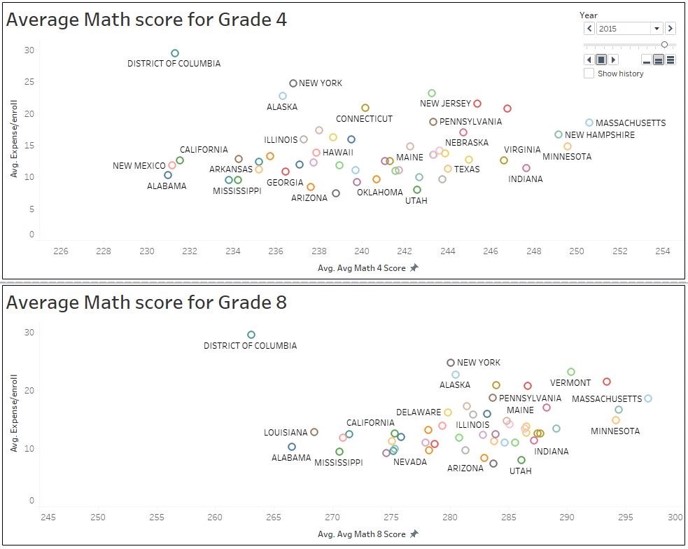 Average Math score for Grade 4
Year
2015
Show history
Avg. Expense/enroll
30
25
20
15
10
5
0
DISTRICT OF COLUMBIA
NEW YORK
ALASKA
CONNECTICUT
NEW JERSEY
PENNSYLVANIA
MASSACHUSETTS
NEW HAMPSHIRE
NEBRASKA
ILLINOIS
CALIFORNIA
HAWAII
MAINE
VIRGINIA
MINNESOTA
NEW MEXICO
ARKANSAS
TEXAS
ALABAMA
MISSISSIPPI
GEORGIA
ARIZONA
OKLAHOMA
UTAH
INDIANA
226 228 230 232 234 236 238 240 242 244 246 248 250 252 254
Avg. Avg Math 4 Score
Average Math score for Grade 8
Avg. Expense/enroll
30
20
10
0
DISTRICT OF COLUMBIA
NEW YORK
ALASKA
VERMONT
PENNSYLVANIA
MASSACHUSETTS
DELAWARE
MAINE
CALIFORNIA
ILLINOIS
LOUISIANA
MINNESOTA
ALABAMA
MISSISSIPPI
NEVADA
ARIZONA
UTAH
INDIANA
245 250 255 260 265 270 275 280 285 290 295 300
Avg. Avg Math 8 Score